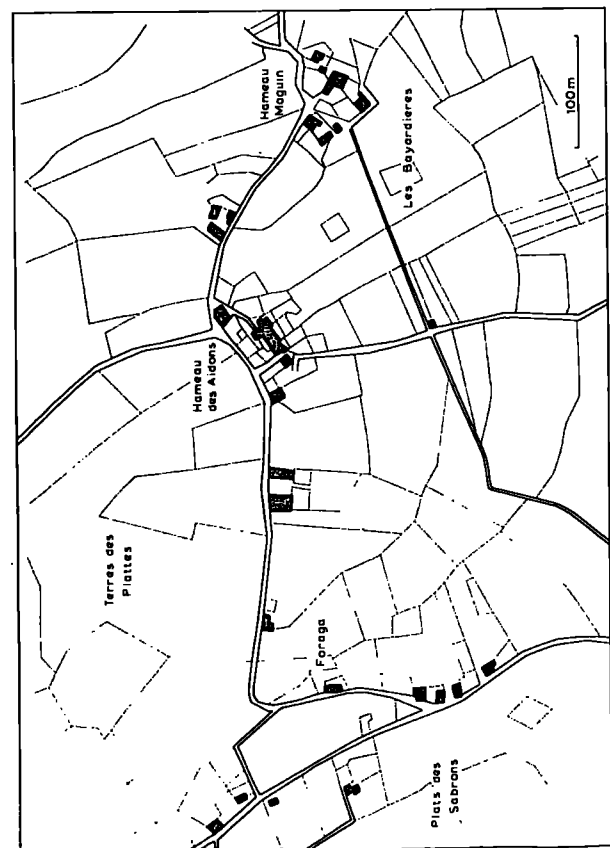 Hameau
Maguin
Les Bayardieres
100m
Hameau
des Aidons
Terres des
Plattes
Foraga
Plats des
Sabrons